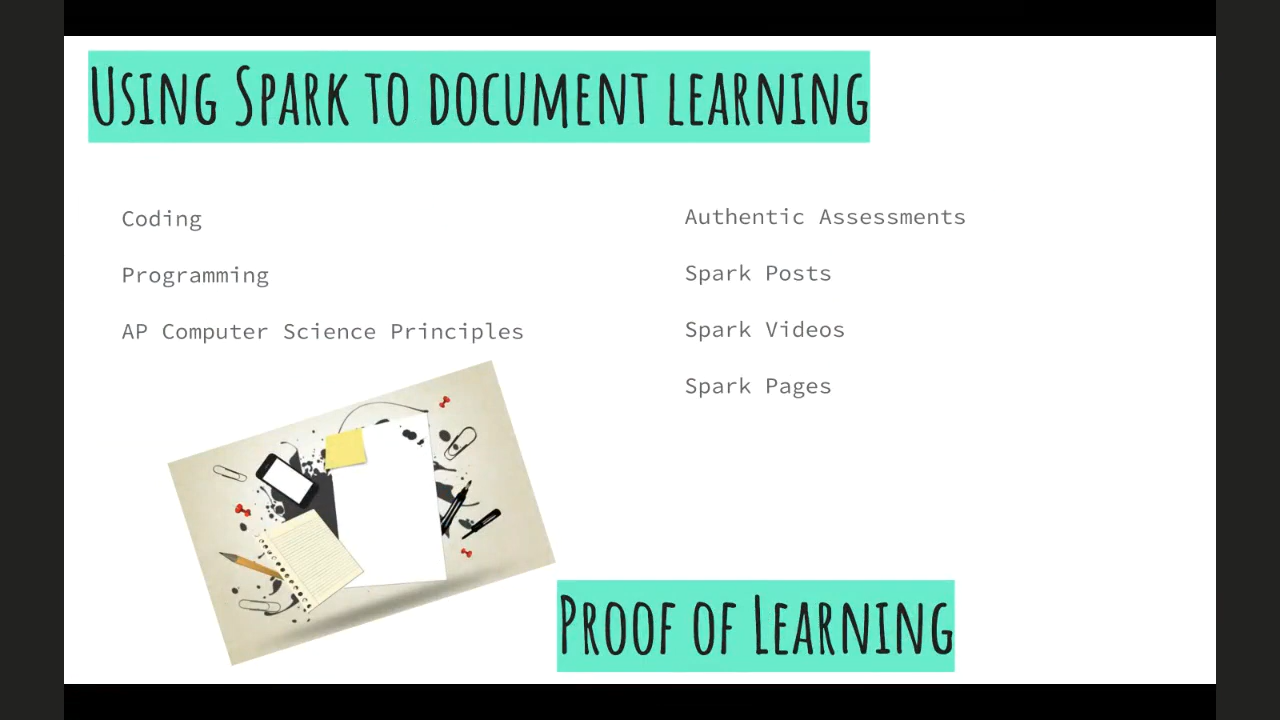 Using Spark to document learning
Coding
Programming
AP Computer Science Principles
Authentic Assessments
Spark Posts
Spark Videos
Spark Pages
Proof of Learning